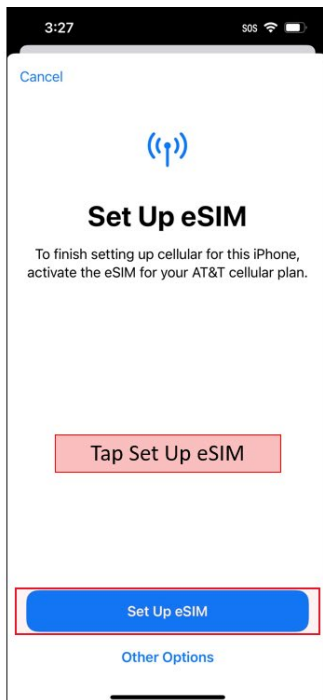 3:27
SOS
Cancel
Set Up eSIM
To finish setting up cellular for this iPhone,
activate the eSIM for your AT&T cellular plan.
Tap Set Up eSIM
Set Up eSIM
Other Options